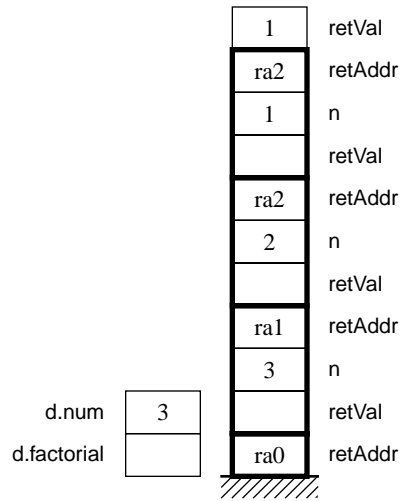 1 retVal
ra2 retAddr
1 n
retVal
ra2 retAddr
2 n
retVal
ra1 retAddr
3 n
d.num 3 retVal
d.factorial ra0 retAddr